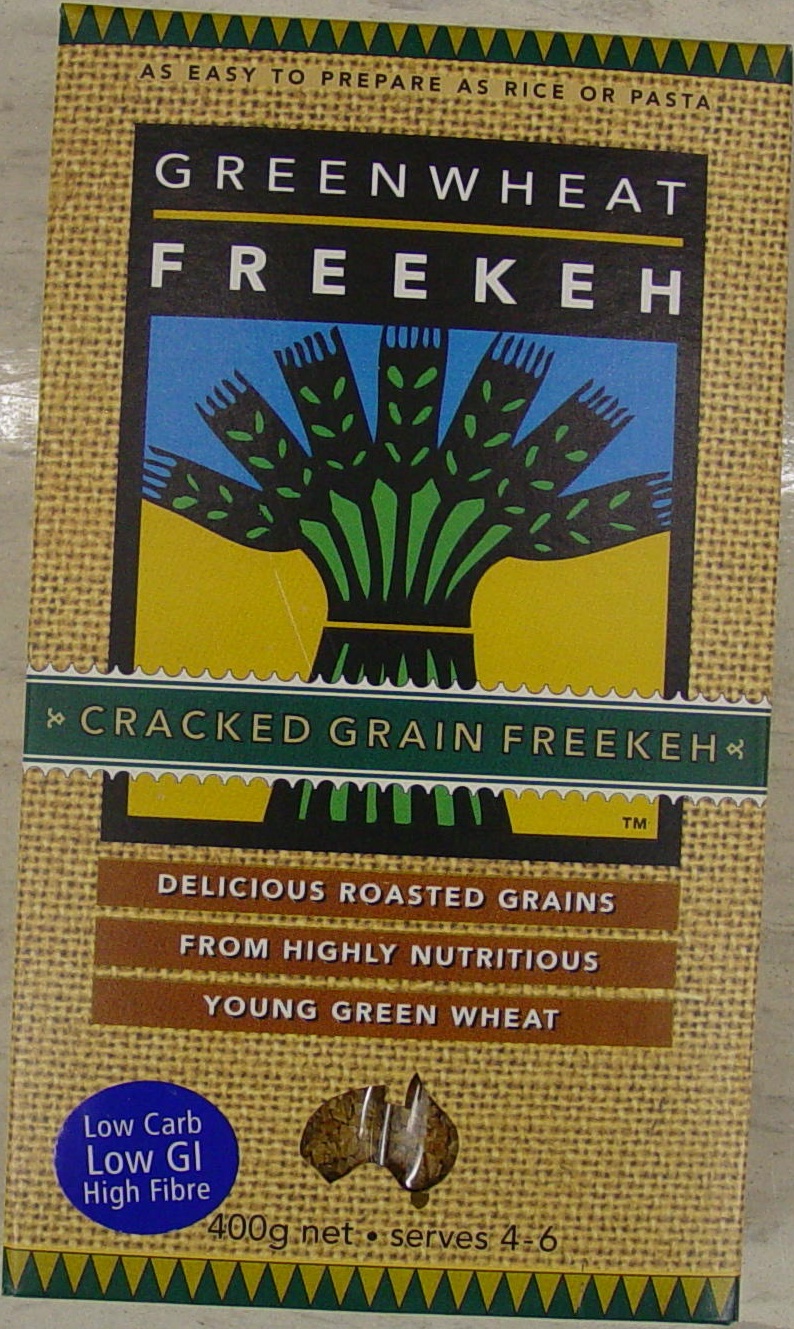 AS EASY TO PREPARE AS RICE OR PASTA
GREENWHEAT
FREEKEH
CRACKED GRAIN FREEKEH
TM
DELICIOUS ROASTED GRAINS
FROM HIGHLY NUTRITIOUS
YOUNG GREEN WHEAT
Low Carb
Low GI
High Fibre
400g net • serves 4-6